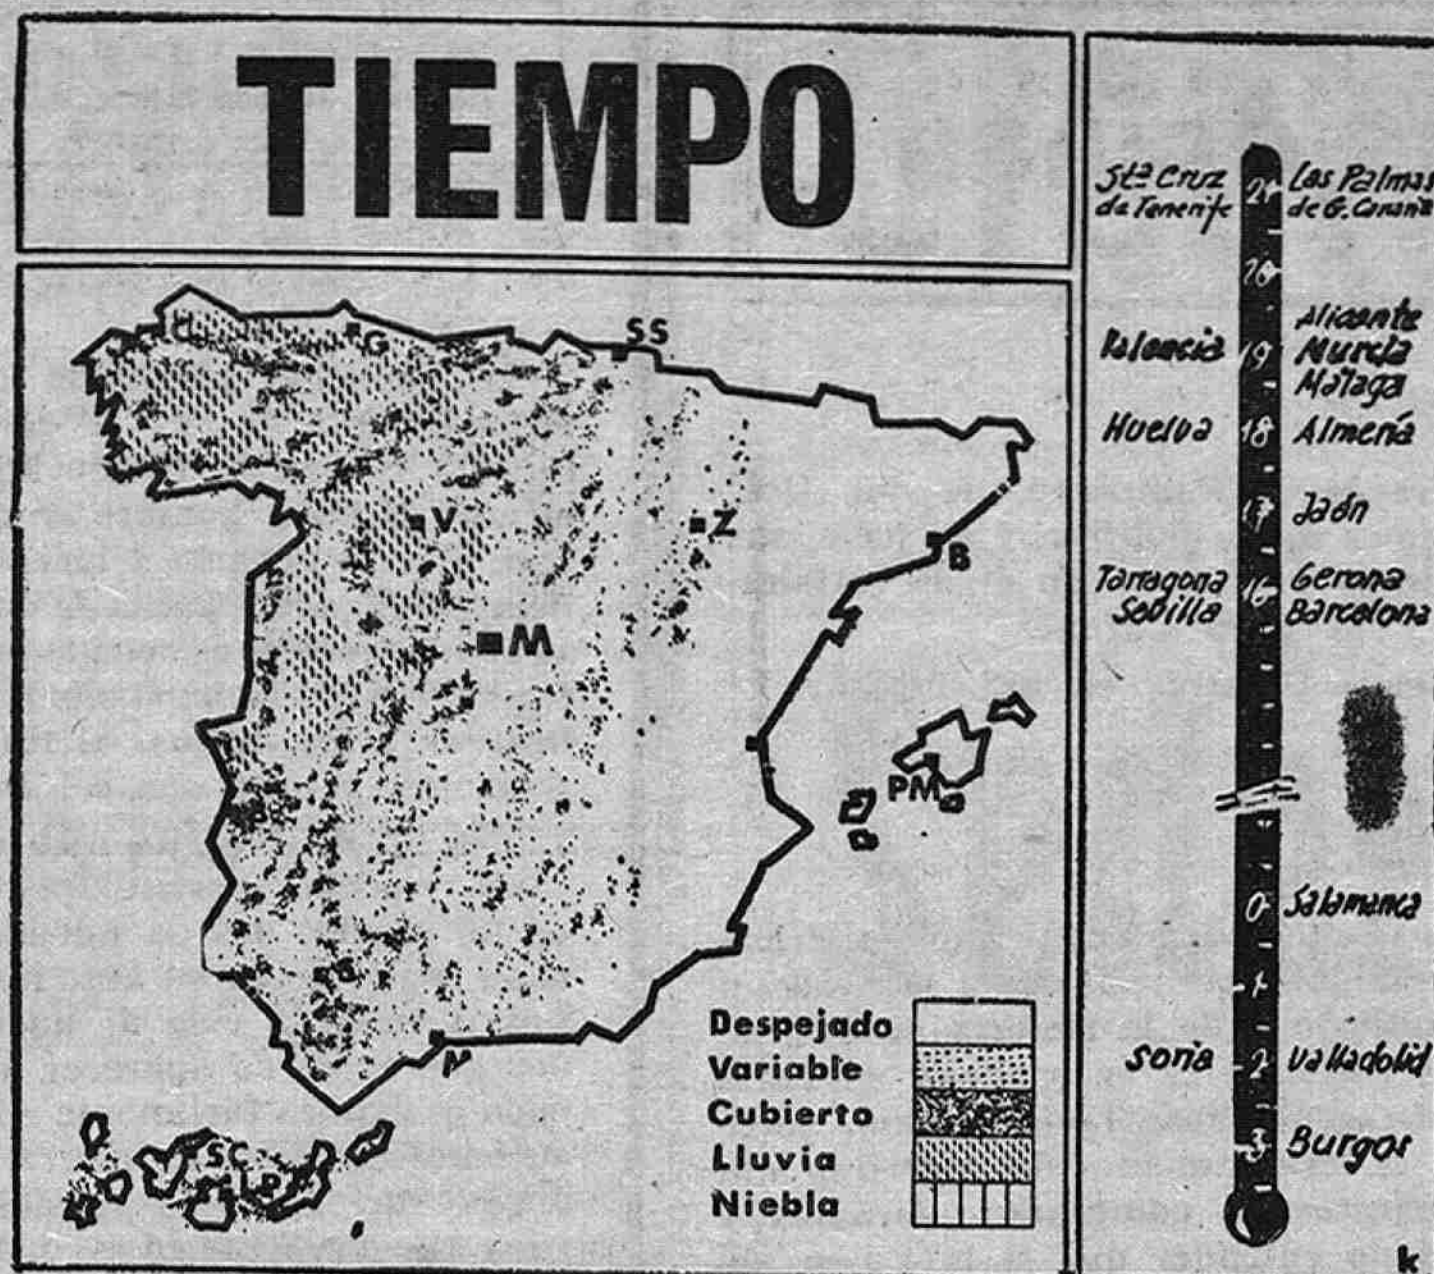 TIEMPO
G
SS
V
Z
B
M
PM
S
M
SC
P
Despejado
Variable
Cubierto
Lluvia
Niebla
Sta Cruz 21 Las Palmas
de Tenerife de G. Canaria
20
Alicante
Valencia 19 Murcia
Málaga
Huelva 18 Almería
17 Jaén
Tarragona 16 Gerona
Sevilla Barcelona
0 Salamanca
-1
Soria -2 Valladolid
-3 Burgos
k